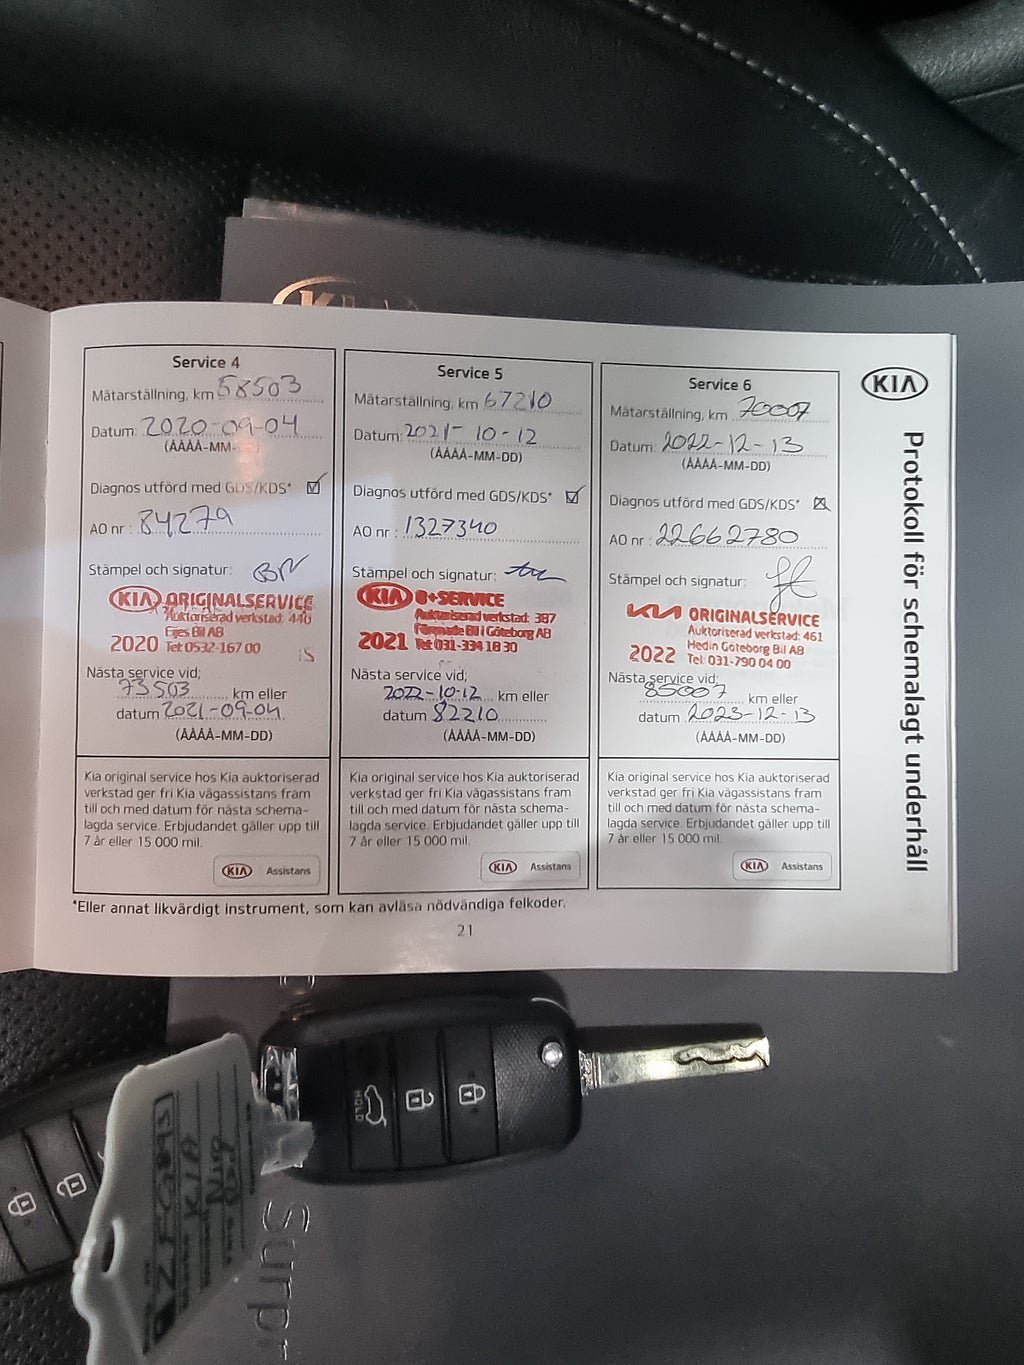 KIA
Service 4
Mätarställning, km 58503
Datum: 2020-09-04
(ÅÅÅÅ-MM-
Diagnos utförd med GDS/KDS* ☑
AO nr : 84279
Stämpel och signatur:
KIA ORIGINALSERVICE
Auktoriserad verkstad: 440
Ejes Bil AB
2020 Tel: 0532-167 00
Nästa service vid;
73503 km eller
datum 2021-09-04
(ÅÅÅÅ-MM-DD)
Kia original service hos Kia auktoriserad
verkstad ger fri Kia vägassistans fram
till och med datum för nästa schema-
lagda service. Erbjudandet gäller upp till
7 år eller 15 000 mil.
KIA Assistans
Service 5
Mätarställning, km 67210
Datum: 2021-10-12
(ÅÅÅÅ-MM-DD)
Diagnos utförd med GDS/KDS* ☑
AO nr : 1327340
Stämpel och signatur:
KIA 8+SERVICE
Auktoriserad verkstad: 387
Förenade Bil i Göteborg AB
2021 Tel: 031-334 18 30
Nästa service vid;
2022-10-12 km eller
datum 82210
(ÅÅÅÅ-MM-DD)
Kia original service hos Kia auktoriserad
verkstad ger fri Kia vägassistans fram
till och med datum för nästa schema-
lagda service. Erbjudandet gäller upp till
7 år eller 15 000 mil.
KIA Assistans
Service 6
Mätarställning, km 70007
Datum: 2022-12-13
(ÅÅÅÅ-MM-DD)
Diagnos utförd med GDS/KDS* ☒
AO nr : 22662780
Stämpel och signatur:
KIA ORIGINALSERVICE
Auktoriserad verkstad: 461
Hedin Göteborg Bil AB
2022 Tel: 031-790 04 00
Nästa service vid;
85007 km eller
datum 2023-12-13
(ÅÅÅÅ-MM-DD)
Kia original service hos Kia auktoriserad
verkstad ger fri Kia vägassistans fram
till och med datum för nästa schema-
lagda service. Erbjudandet gäller upp till
7 år eller 15 000 mil.
KIA Assistans
KIA
Protokoll för schemalagt underhåll
*Eller annat likvärdigt instrument, som kan avläsa nödvändiga felkoder.
21
HOLD
KIA
Surpr